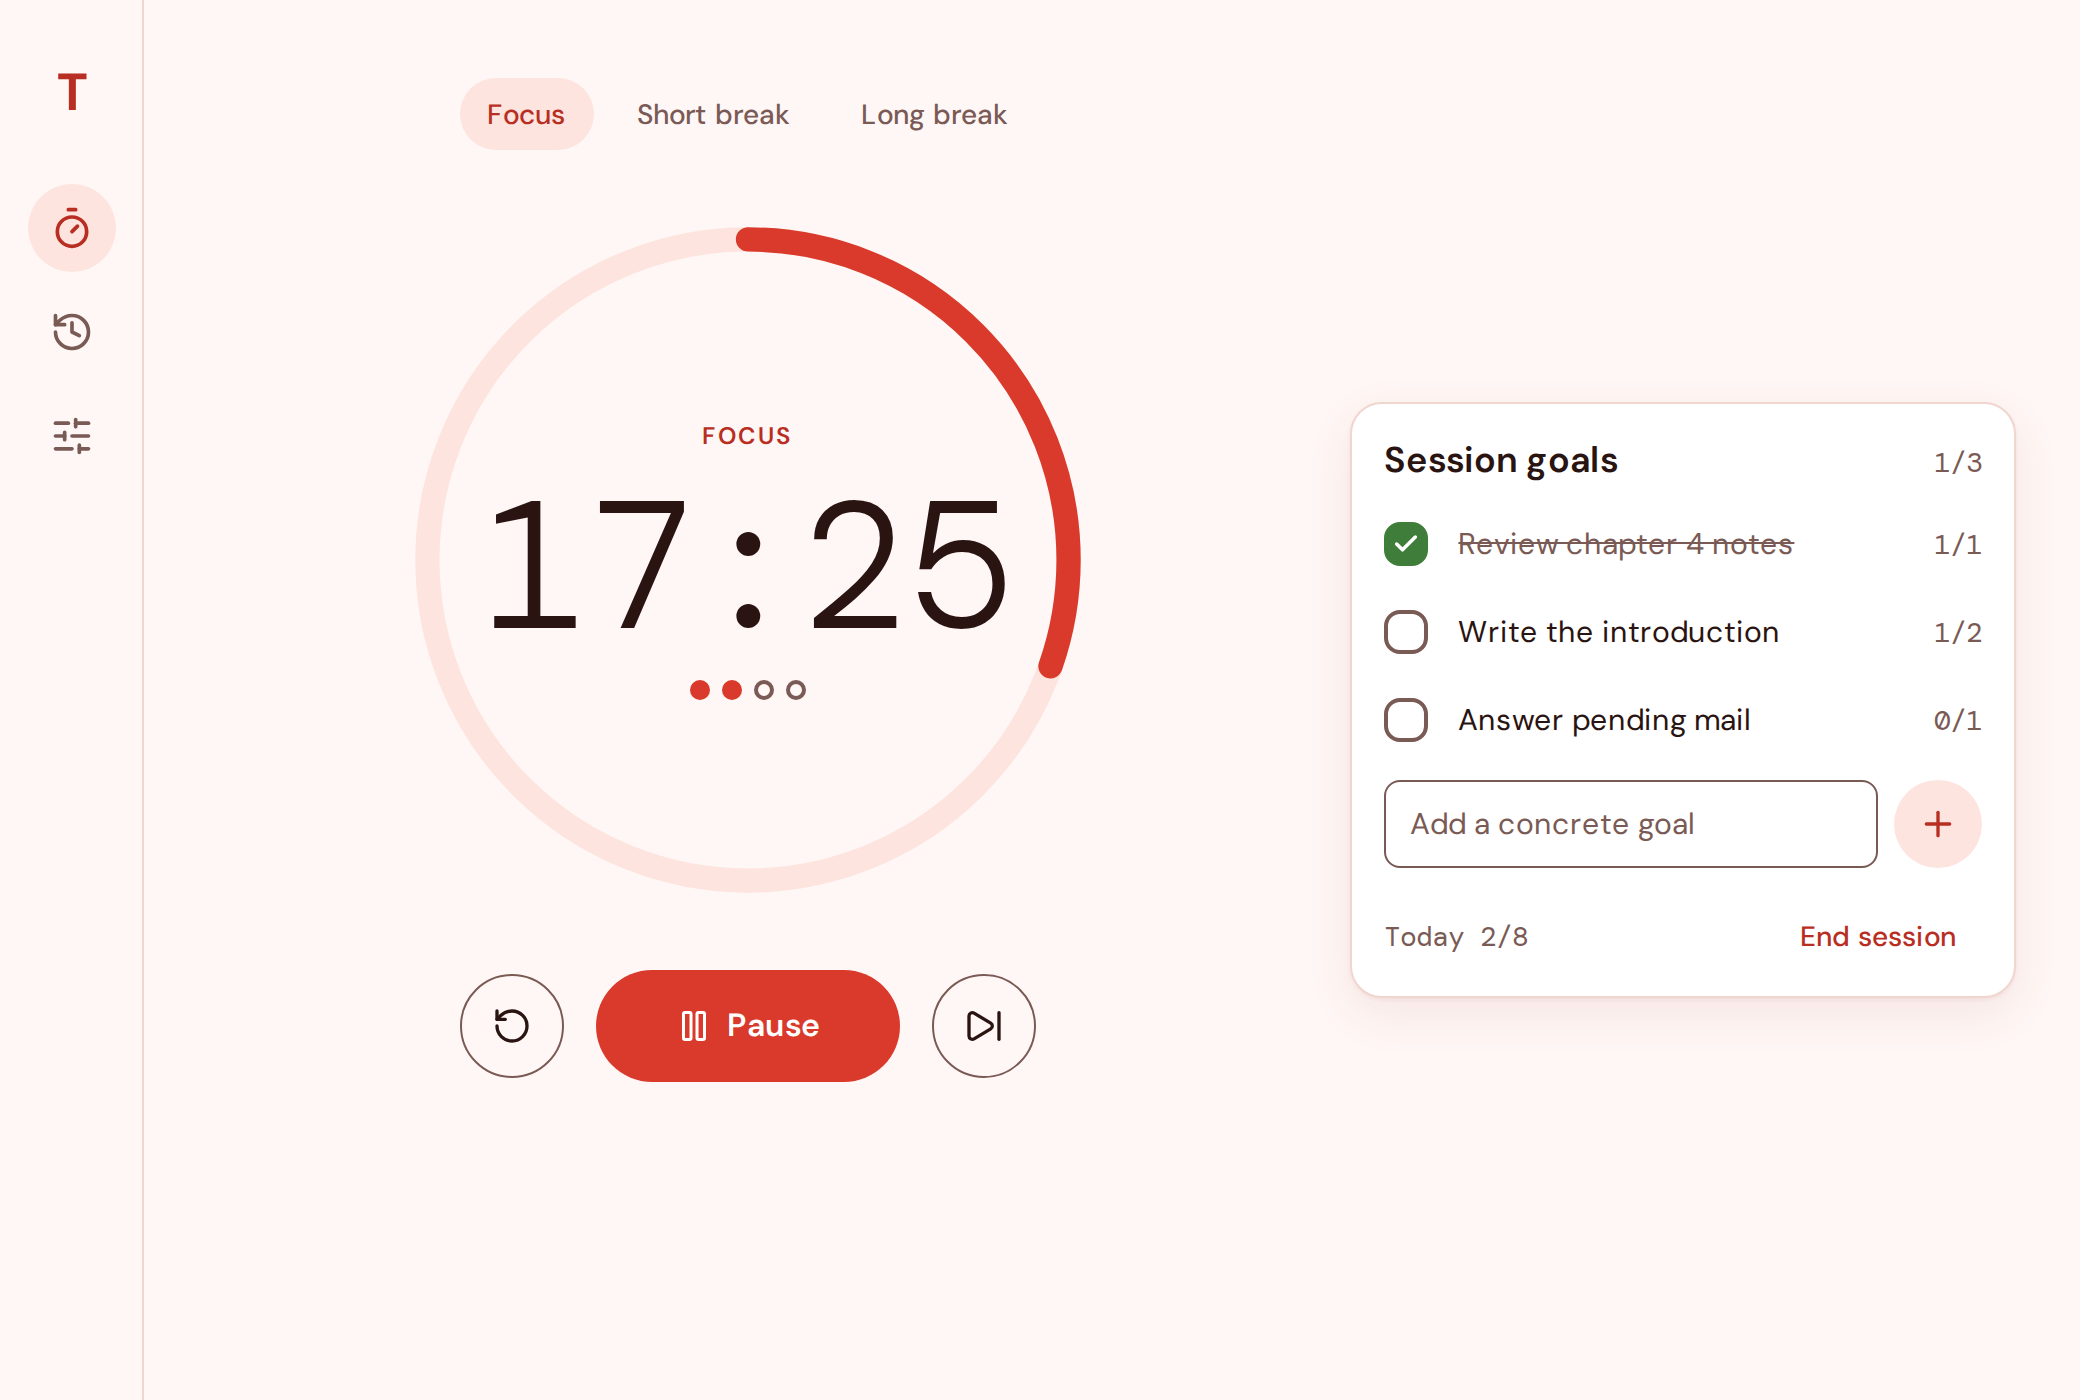 T
Focus
Short break
Long break
FOCUS
17:25
Pause
Session goals 1/3
Review chapter 4 notes 1/1
Write the introduction 1/2
Answer pending mail 0/1
Add a concrete goal
Today 2/8
End session